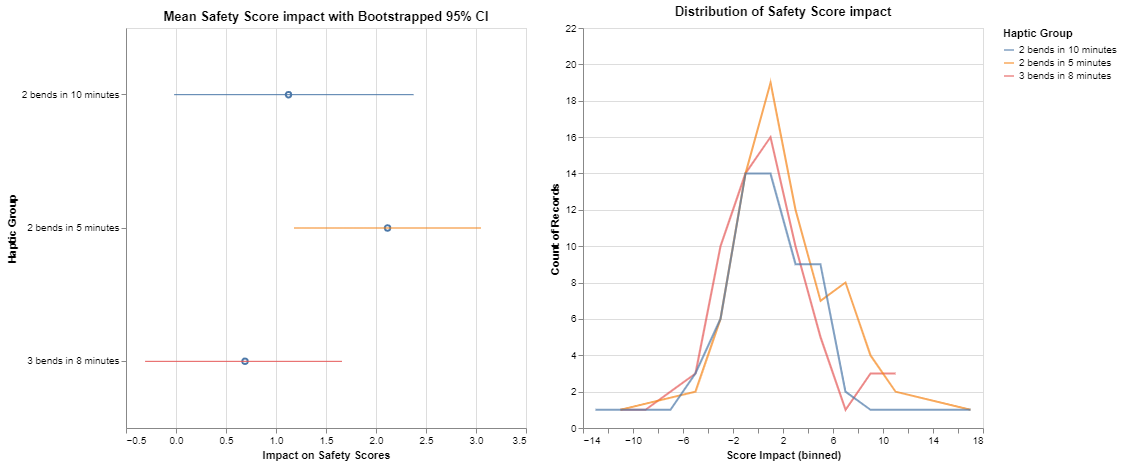 Mean Safety Score impact with Bootstrapped 95% CI
Haptic Group
2 bends in 10 minutes
2 bends in 5 minutes
3 bends in 8 minutes
−0.5 0.0 0.5 1.0 1.5 2.0 2.5 3.0 3.5
Impact on Safety Scores
Distribution of Safety Score impact
Count of Records
22
20
18
16
14
12
10
8
6
4
2
0
−14 −10 −6 −2 2 6 10 14 18
Score Impact (binned)
Haptic Group
2 bends in 10 minutes
2 bends in 5 minutes
3 bends in 8 minutes